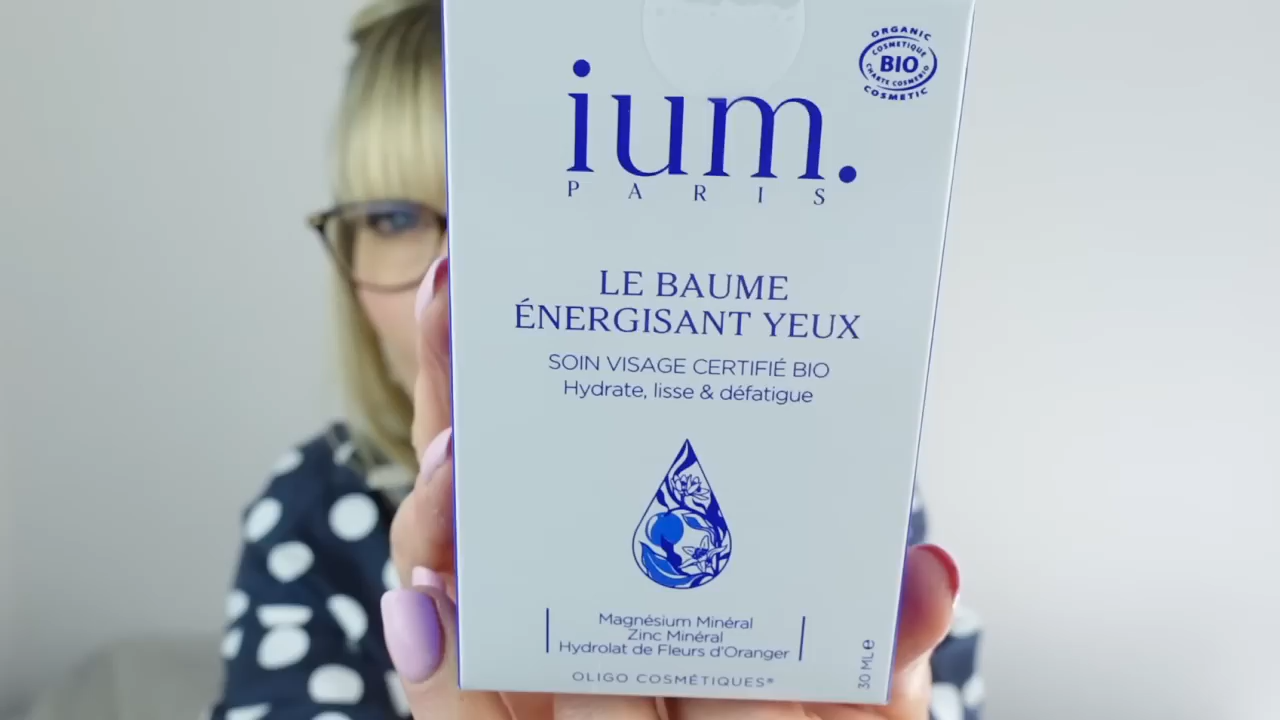 ORGANIC
COSMETIQUE
BIO
CHARTE COSMEBIO
COSMETIC
ium.
PARIS
LE BAUME
ÉNERGISANT YEUX
SOIN VISAGE CERTIFIÉ BIO
Hydrate, lisse & défatigue
Magnésium Minéral
Zinc Minéral
Hydrolat de Fleurs d'Oranger
OLIGO COSMÉTIQUES®
30 ML e